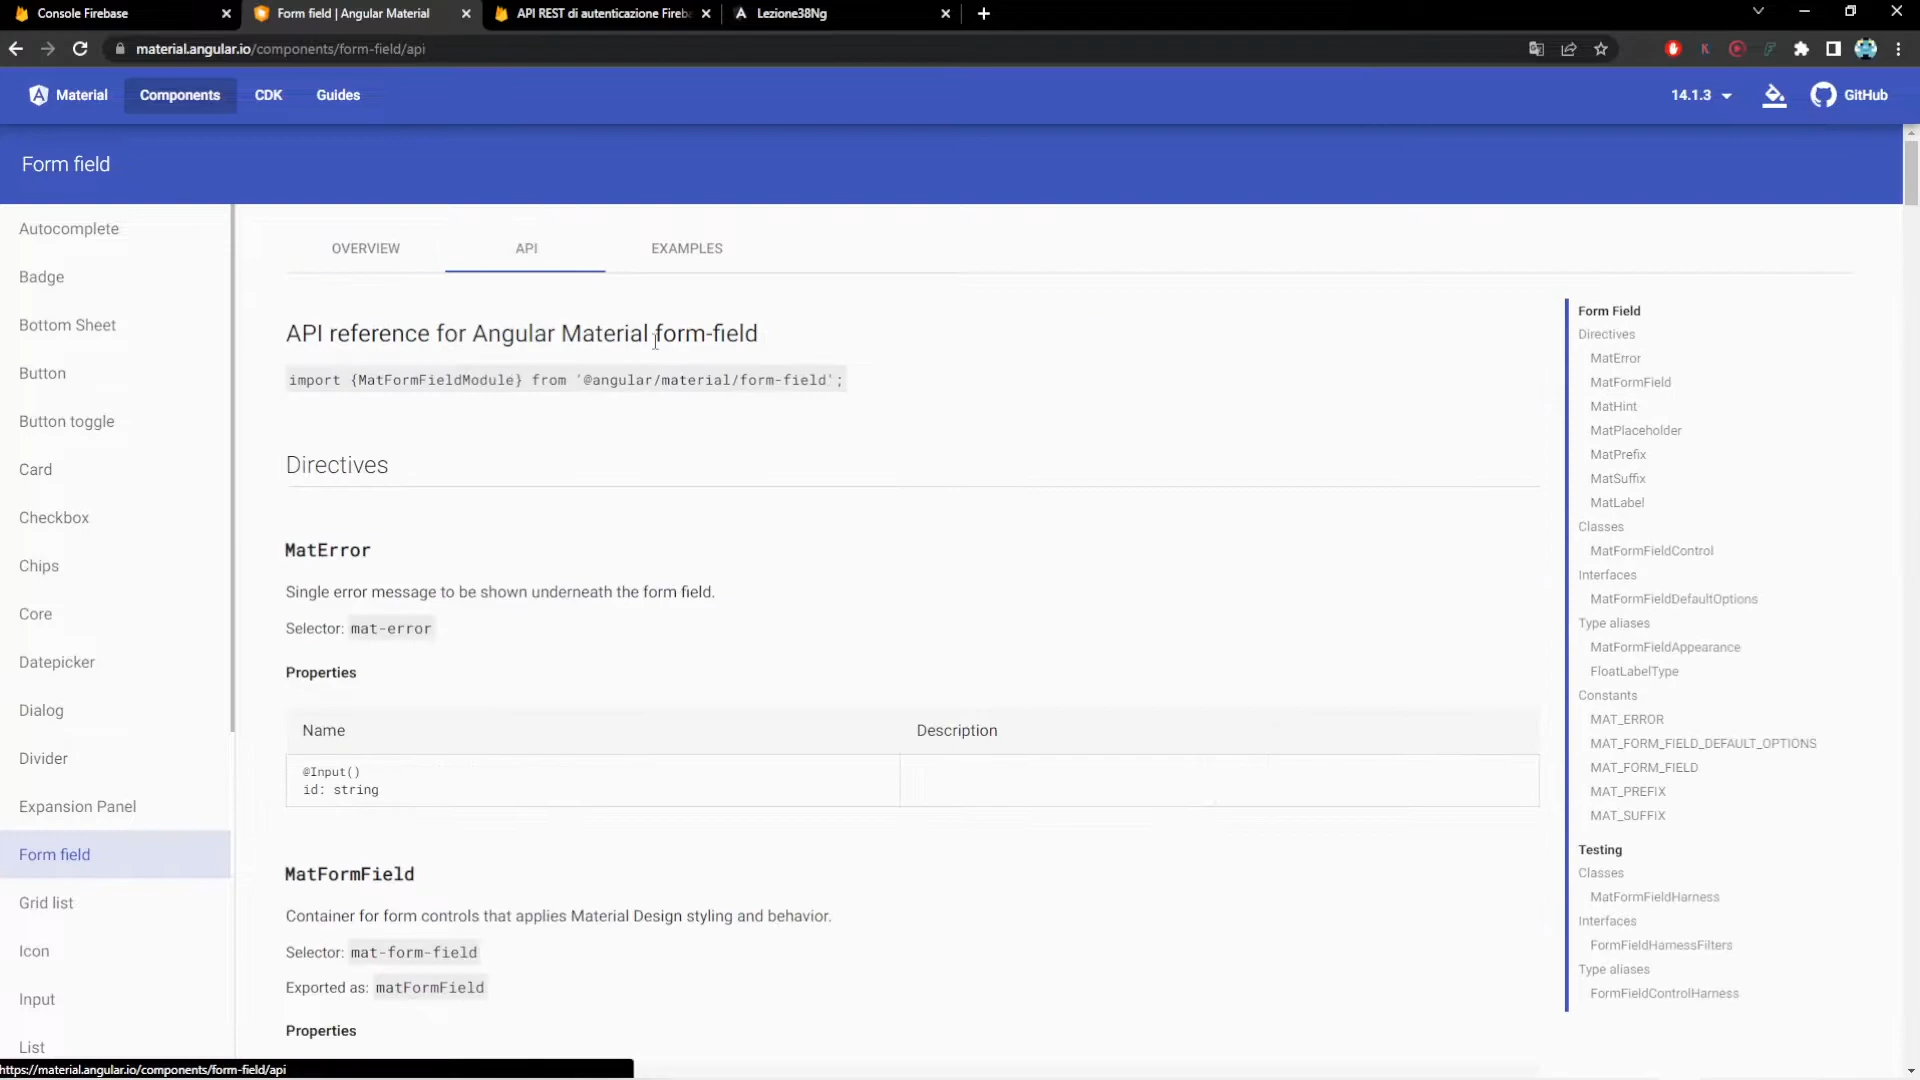 Console Firebase
Form field | Angular Material
API REST di autenticazione Fireb
Lezione38Ng
material.angular.io/components/form-field/api
Material
Components
CDK
Guides
14.1.3
GitHub
Form field
Autocomplete
Badge
Bottom Sheet
Button
Button toggle
Card
Checkbox
Chips
Core
Datepicker
Dialog
Divider
Expansion Panel
Form field
Grid list
Icon
Input
List
OVERVIEW
API
EXAMPLES
API reference for Angular Material form-field
import {MatFormFieldModule} from '@angular/material/form-field';
Directives
MatError
Single error message to be shown underneath the form field.
Selector: mat-error
Properties
Name
Description
@Input()
id: string
MatFormField
Container for form controls that applies Material Design styling and behavior.
Selector: mat-form-field
Exported as: matFormField
Properties
Form Field
Directives
MatError
MatFormField
MatHint
MatPlaceholder
MatPrefix
MatSuffix
MatLabel
Classes
MatFormFieldControl
Interfaces
MatFormFieldDefaultOptions
Type aliases
MatFormFieldAppearance
FloatLabelType
Constants
MAT_ERROR
MAT_FORM_FIELD_DEFAULT_OPTIONS
MAT_FORM_FIELD
MAT_PREFIX
MAT_SUFFIX
Testing
Classes
MatFormFieldHarness
Interfaces
FormFieldHarnessFilters
Type aliases
FormFieldControlHarness
https://material.angular.io/components/form-field/api